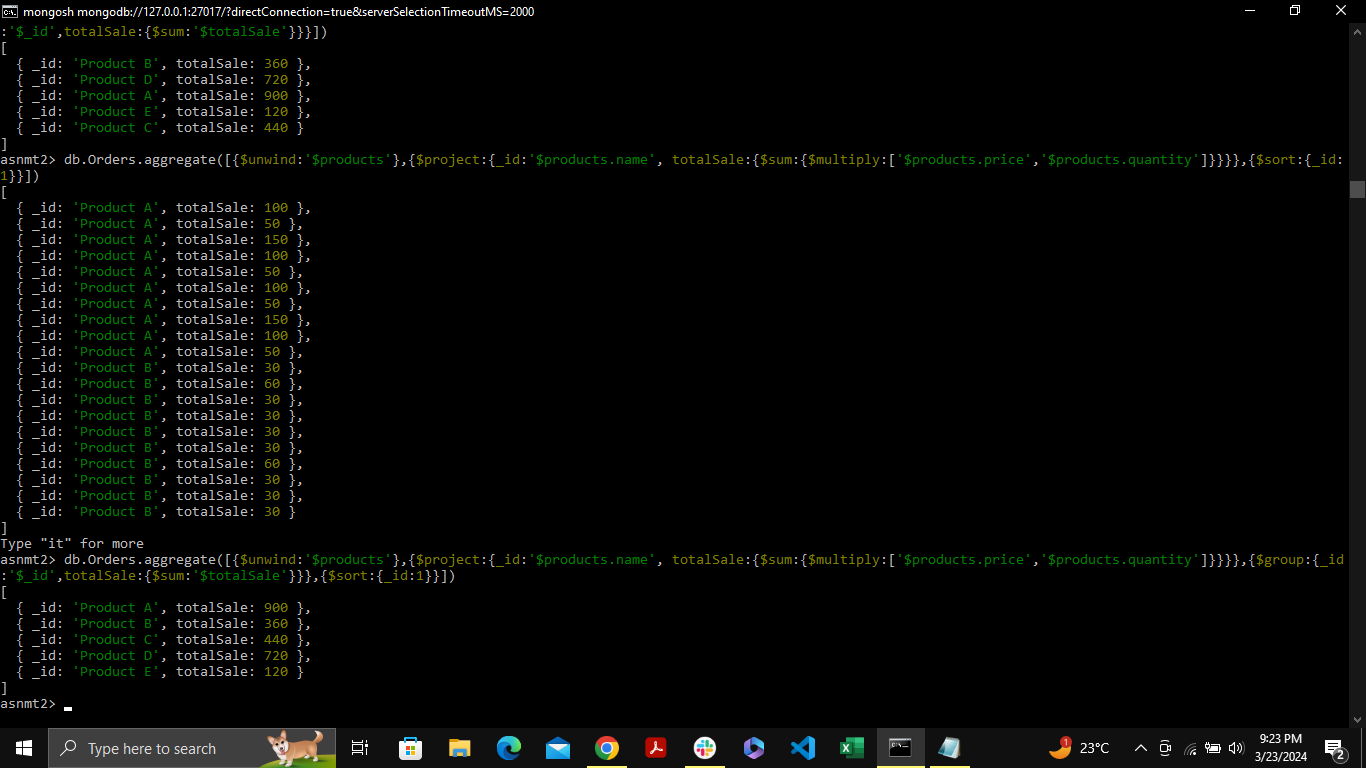 mongosh mongodb://127.0.0.1:27017/?directConnection=true&serverSelectionTimeoutMS=2000
:'$_id',totalSale:{$sum:'$totalSale'}}}])
[
  { _id: 'Product B', totalSale: 360 },
  { _id: 'Product D', totalSale: 720 },
  { _id: 'Product A', totalSale: 900 },
  { _id: 'Product E', totalSale: 120 },
  { _id: 'Product C', totalSale: 440 }
]
asnmt2> db.Orders.aggregate([{$unwind:'$products'},{$project:{_id:'$products.name', totalSale:{$sum:{$multiply:['$products.price','$products.quantity']}}}},{$sort:{_id:
1}}])
[
  { _id: 'Product A', totalSale: 100 },
  { _id: 'Product A', totalSale: 50 },
  { _id: 'Product A', totalSale: 150 },
  { _id: 'Product A', totalSale: 100 },
  { _id: 'Product A', totalSale: 50 },
  { _id: 'Product A', totalSale: 100 },
  { _id: 'Product A', totalSale: 50 },
  { _id: 'Product A', totalSale: 150 },
  { _id: 'Product A', totalSale: 100 },
  { _id: 'Product A', totalSale: 50 },
  { _id: 'Product B', totalSale: 30 },
  { _id: 'Product B', totalSale: 60 },
  { _id: 'Product B', totalSale: 30 },
  { _id: 'Product B', totalSale: 30 },
  { _id: 'Product B', totalSale: 30 },
  { _id: 'Product B', totalSale: 30 },
  { _id: 'Product B', totalSale: 60 },
  { _id: 'Product B', totalSale: 30 },
  { _id: 'Product B', totalSale: 30 },
  { _id: 'Product B', totalSale: 30 }
]
Type "it" for more
asnmt2> db.Orders.aggregate([{$unwind:'$products'},{$project:{_id:'$products.name', totalSale:{$sum:{$multiply:['$products.price','$products.quantity']}}}},{$group:{_id
:'$_id',totalSale:{$sum:'$totalSale'}}},{$sort:{_id:1}}])
[
  { _id: 'Product A', totalSale: 900 },
  { _id: 'Product B', totalSale: 360 },
  { _id: 'Product C', totalSale: 440 },
  { _id: 'Product D', totalSale: 720 },
  { _id: 'Product E', totalSale: 120 }
]
asnmt2>
Type here to search
1
23°C
9:23 PM
3/23/2024
2